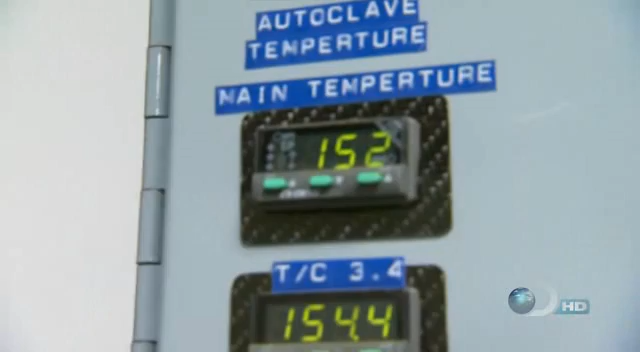 AUTOCLAVE
TEMPERTURE
MAIN TEMPERTURE
152
T/C 3.4
154.4
HD